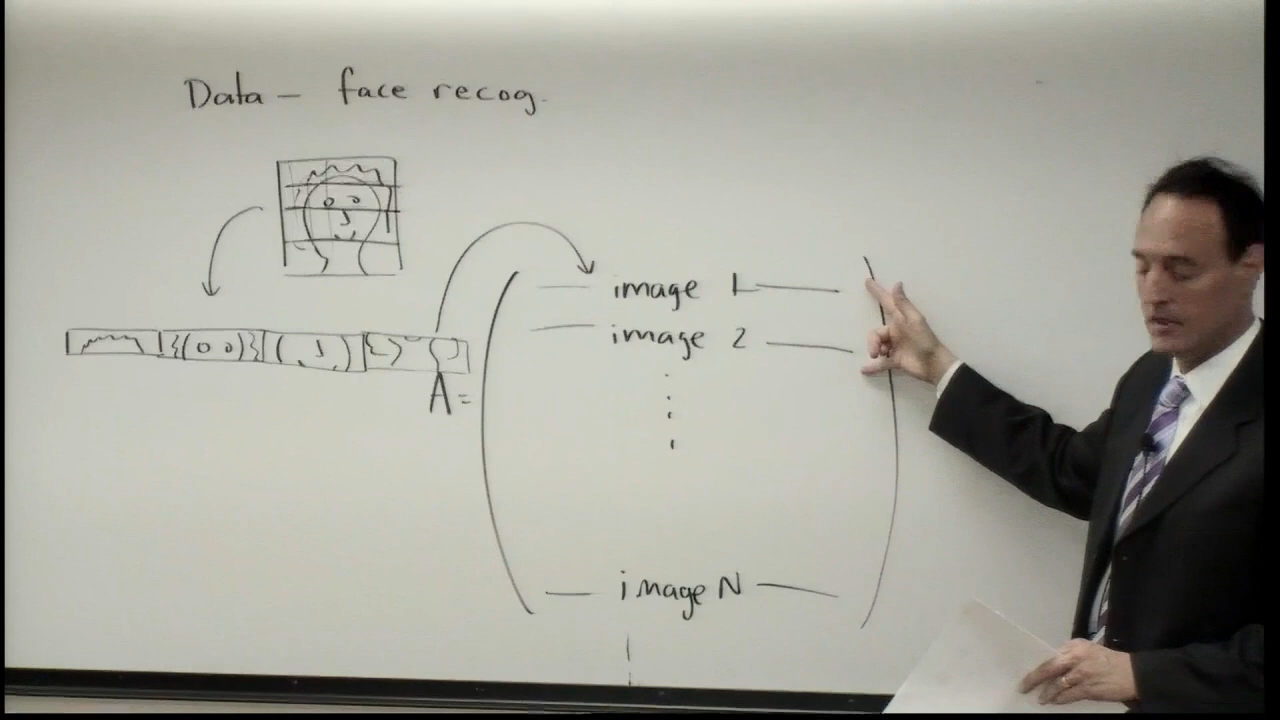 Data – face recog.
image 1
image 2
A =
image N